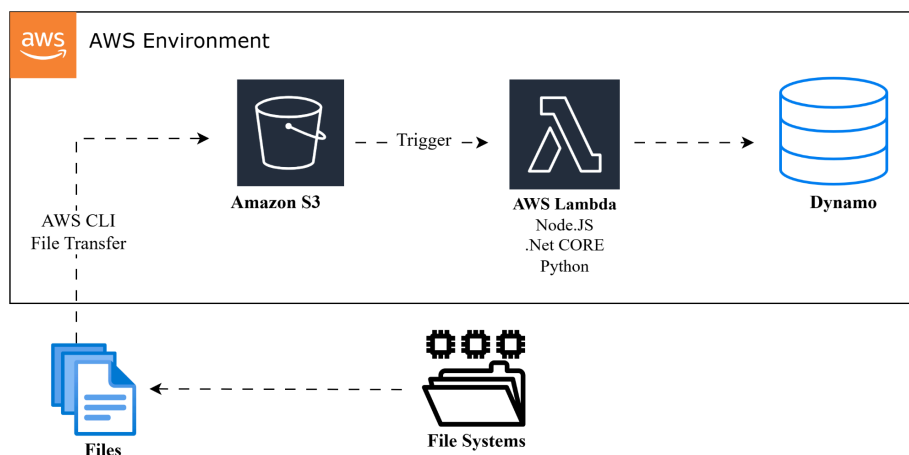 aws
AWS Environment
Trigger
Amazon S3
AWS Lambda
Node.JS
.Net CORE
Python
Dynamo
AWS CLI
File Transfer
Files
File Systems